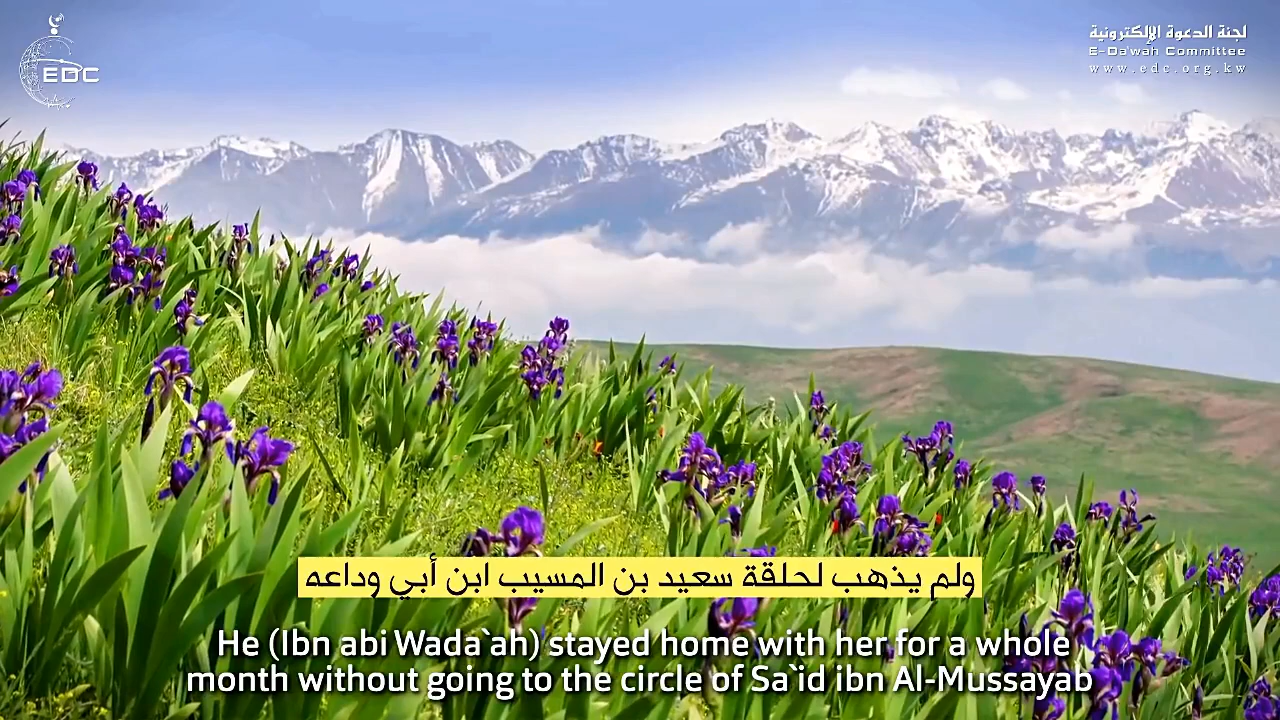 EDC
لجنة الدعوة الإلكترونية
E-Da'wah Committee
www.edc.org.kw
ولم يذهب لحلقة سعيد بن المسيب ابن أبي وداعه
He (Ibn abi Wada`ah) stayed home with her for a whole
month without going to the circle of Sa`id ibn Al-Mussayab